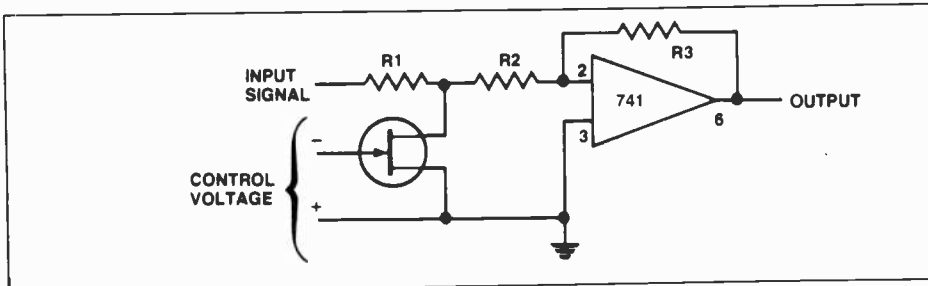 R1
R2
R3
INPUT
SIGNAL
2
741
6
OUTPUT
3
−
CONTROL
VOLTAGE
+